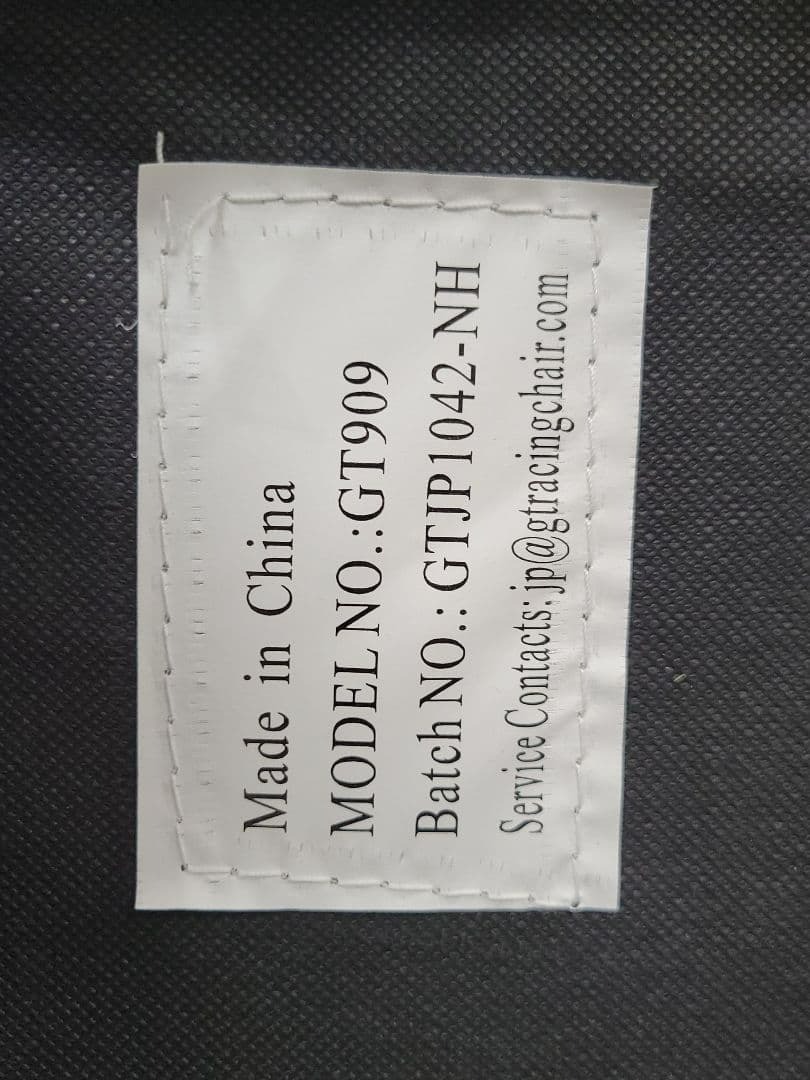 Made in China
MODEL NO.:GT909
Batch NO.: GTJP1042-NH
Service Contacts: jp@gtracingchair.com